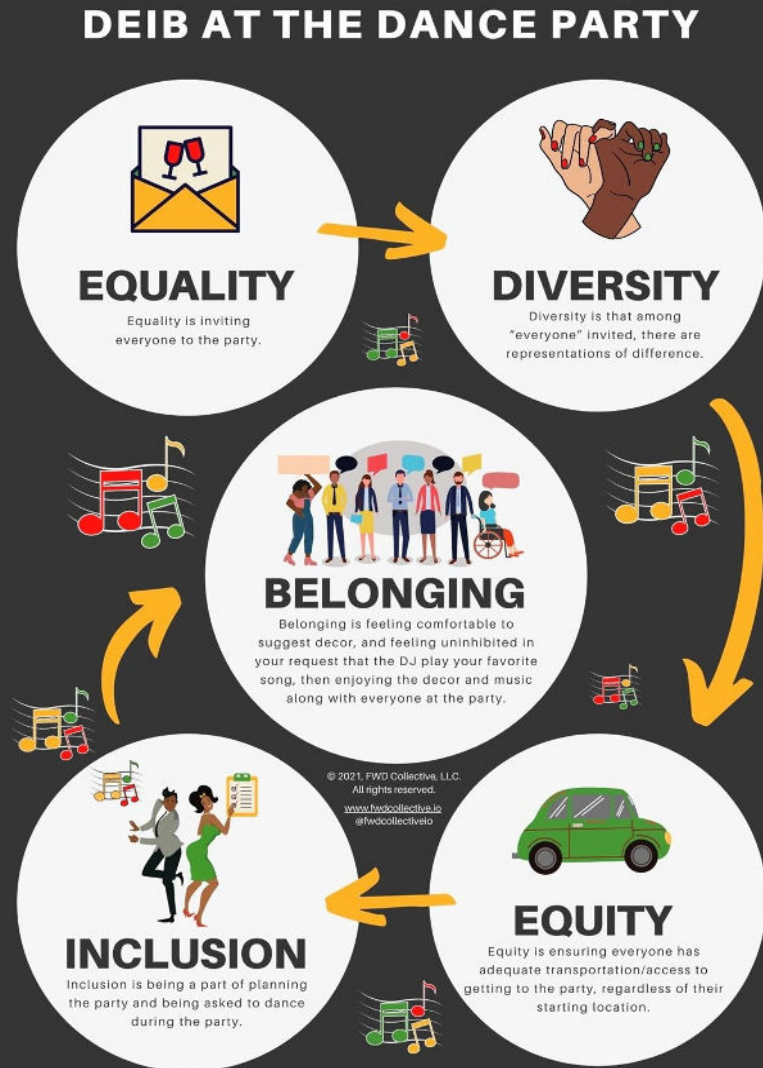 DEIB AT THE DANCE PARTY
EQUALITY
Equality is inviting
everyone to the party.
DIVERSITY
Diversity is that among
"everyone" invited, there are
representations of difference.
BELONGING
Belonging is feeling comfortable to
suggest decor, and feeling uninhibited in
your request that the DJ play your favorite
song, then enjoying the decor and music
along with everyone at the party.
© 2021, FWD Collective, LLC.
All rights reserved.
www.fwdcollective.io
@fwdcollectiveio
EQUITY
Equity is ensuring everyone has
adequate transportation/access to
getting to the party, regardless of their
starting location.
INCLUSION
Inclusion is being a part of planning
the party and being asked to dance
during the party.